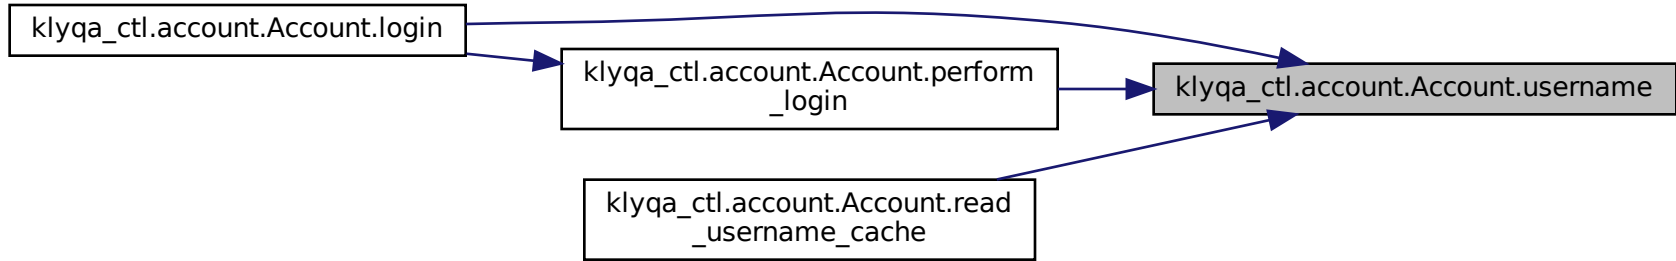 klyqa_ctl.account.Account.login
klyqa_ctl.account.Account.perform
_login
klyqa_ctl.account.Account.username
klyqa_ctl.account.Account.read
_username_cache